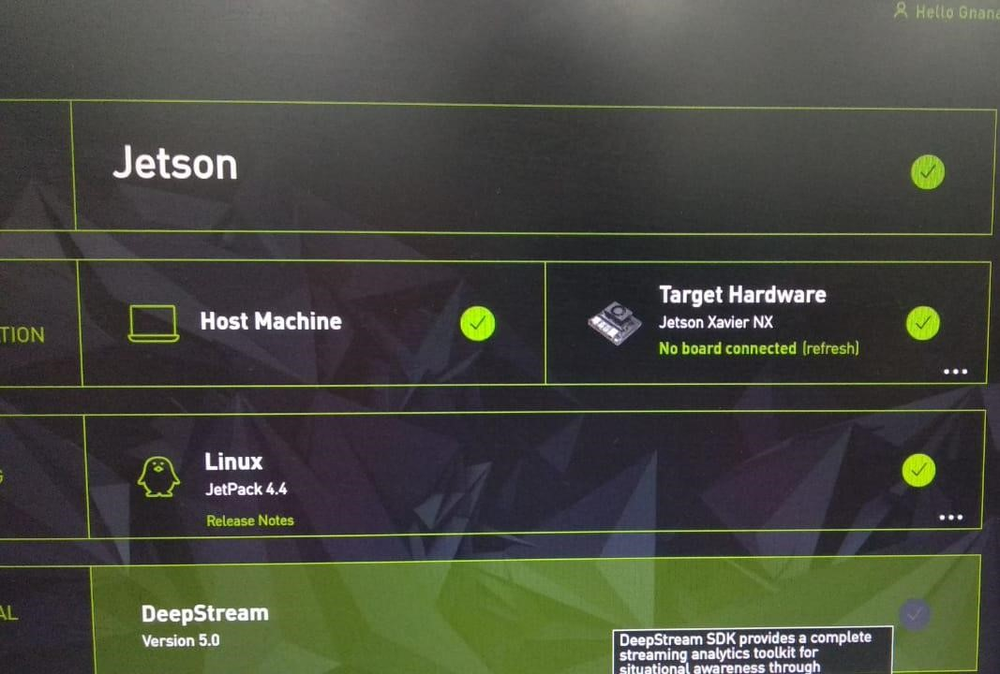 Hello Gnana
Jetson
TION
Host Machine
Target Hardware
Jetson Xavier NX
No board connected (refresh)
...
Linux
JetPack 4.4
Release Notes
...
AL
DeepStream
Version 5.0
DeepStream SDK provides a complete
streaming analytics toolkit for
situational awareness through